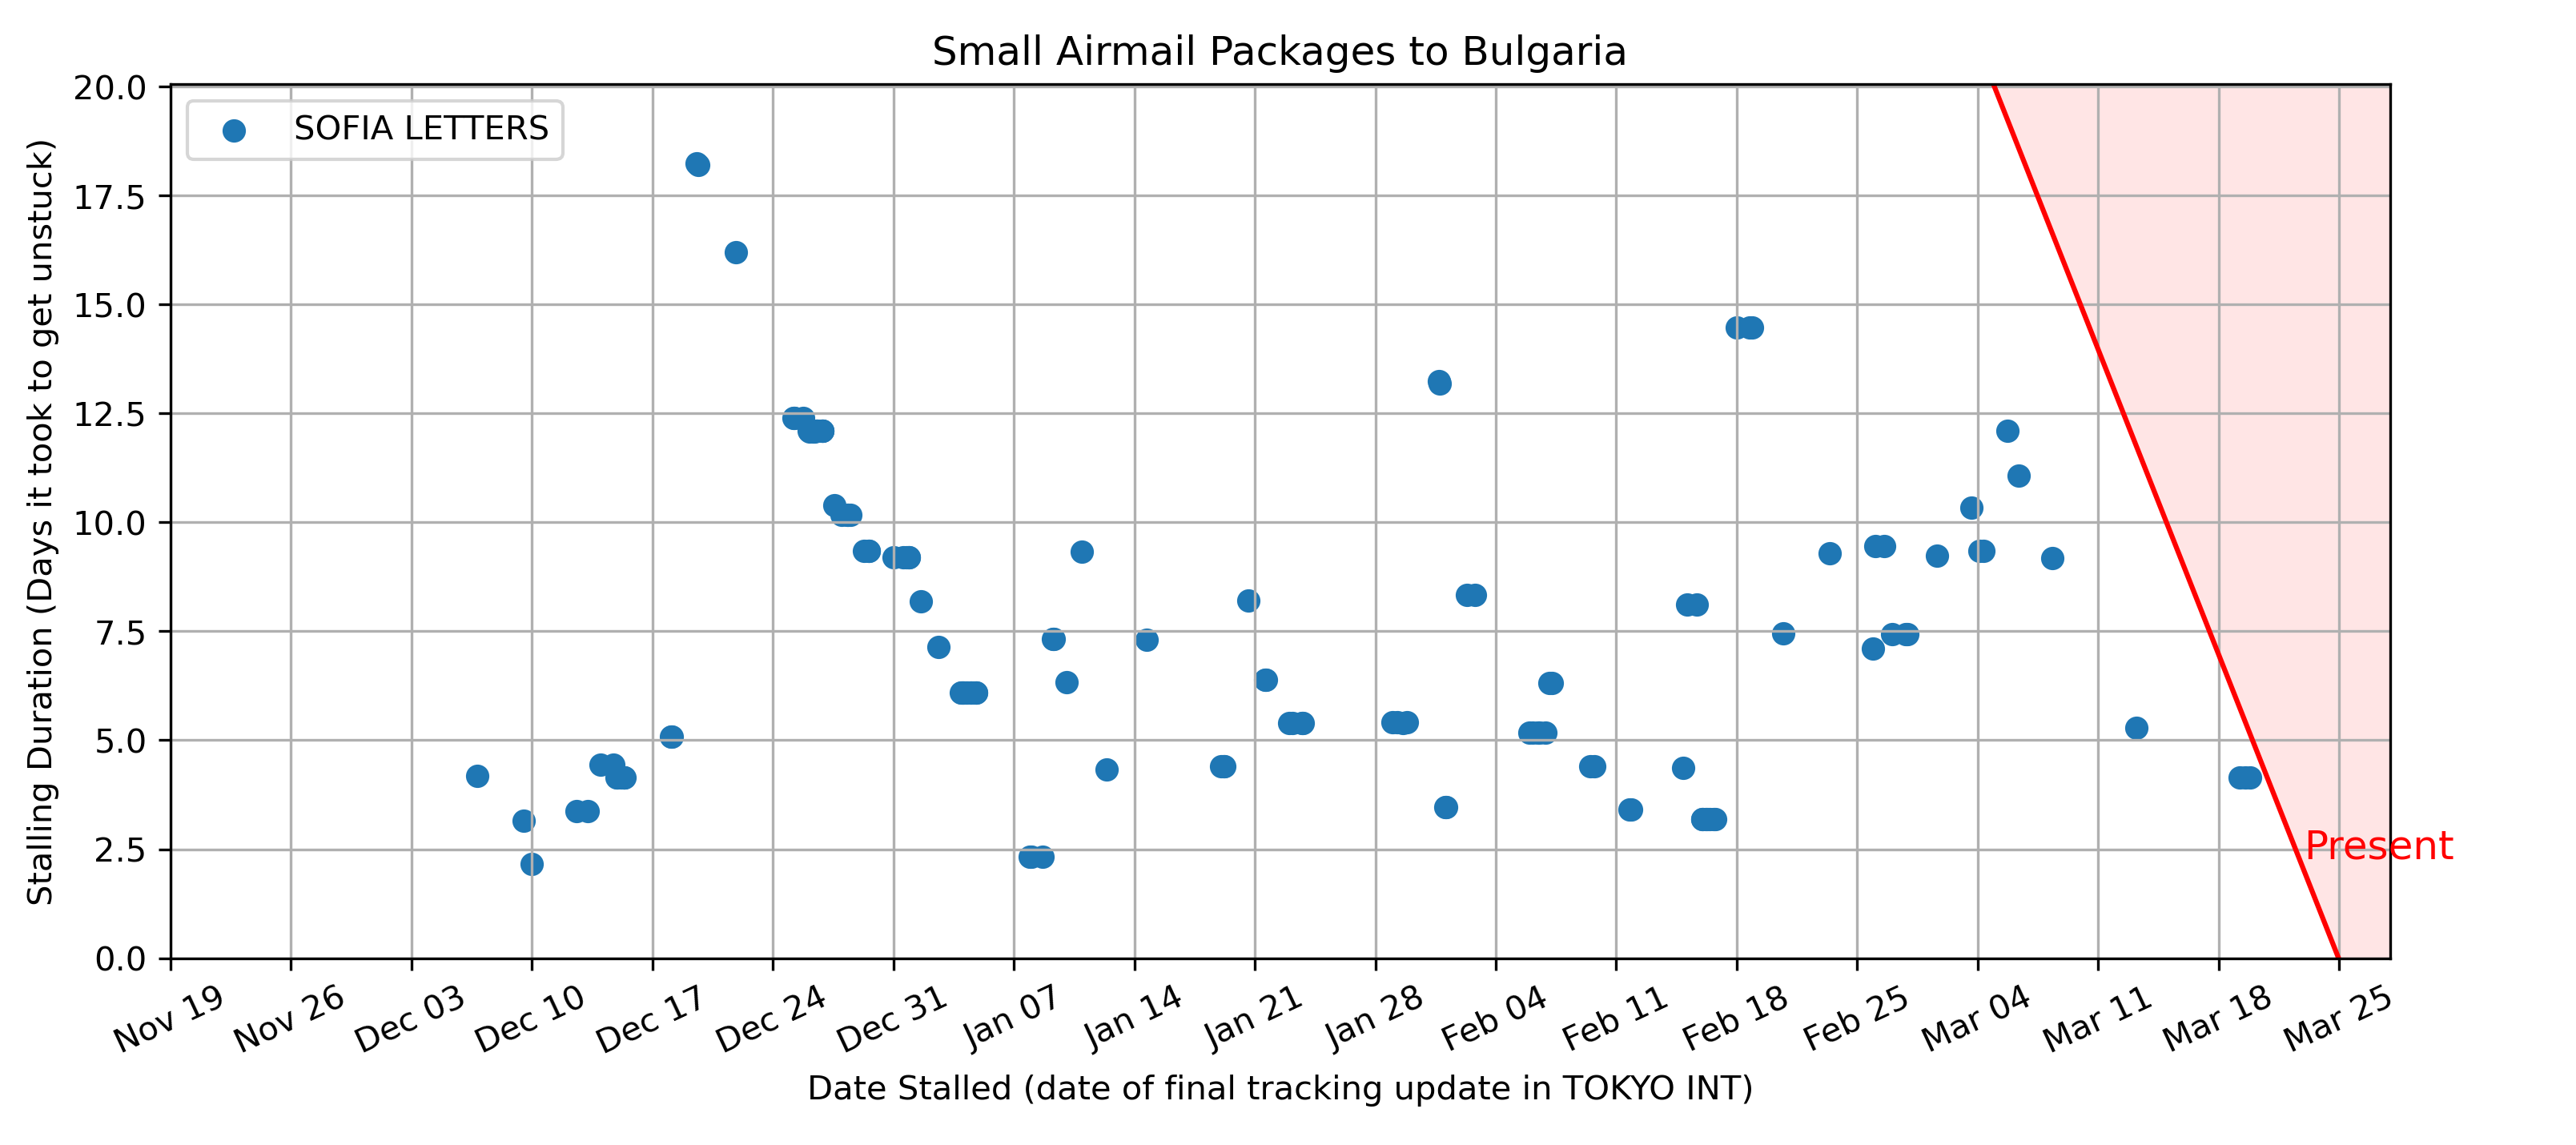 Small Airmail Packages to Bulgaria
SOFIA LETTERS
20.0
17.5
15.0
12.5
10.0
7.5
5.0
2.5
0.0
Stalling Duration (Days it took to get unstuck)
Present
Nov 19
Nov 26
Dec 03
Dec 10
Dec 17
Dec 24
Dec 31
Jan 07
Jan 14
Jan 21
Jan 28
Feb 04
Feb 11
Feb 18
Feb 25
Mar 04
Mar 11
Mar 18
Mar 25
Date Stalled (date of final tracking update in TOKYO INT)